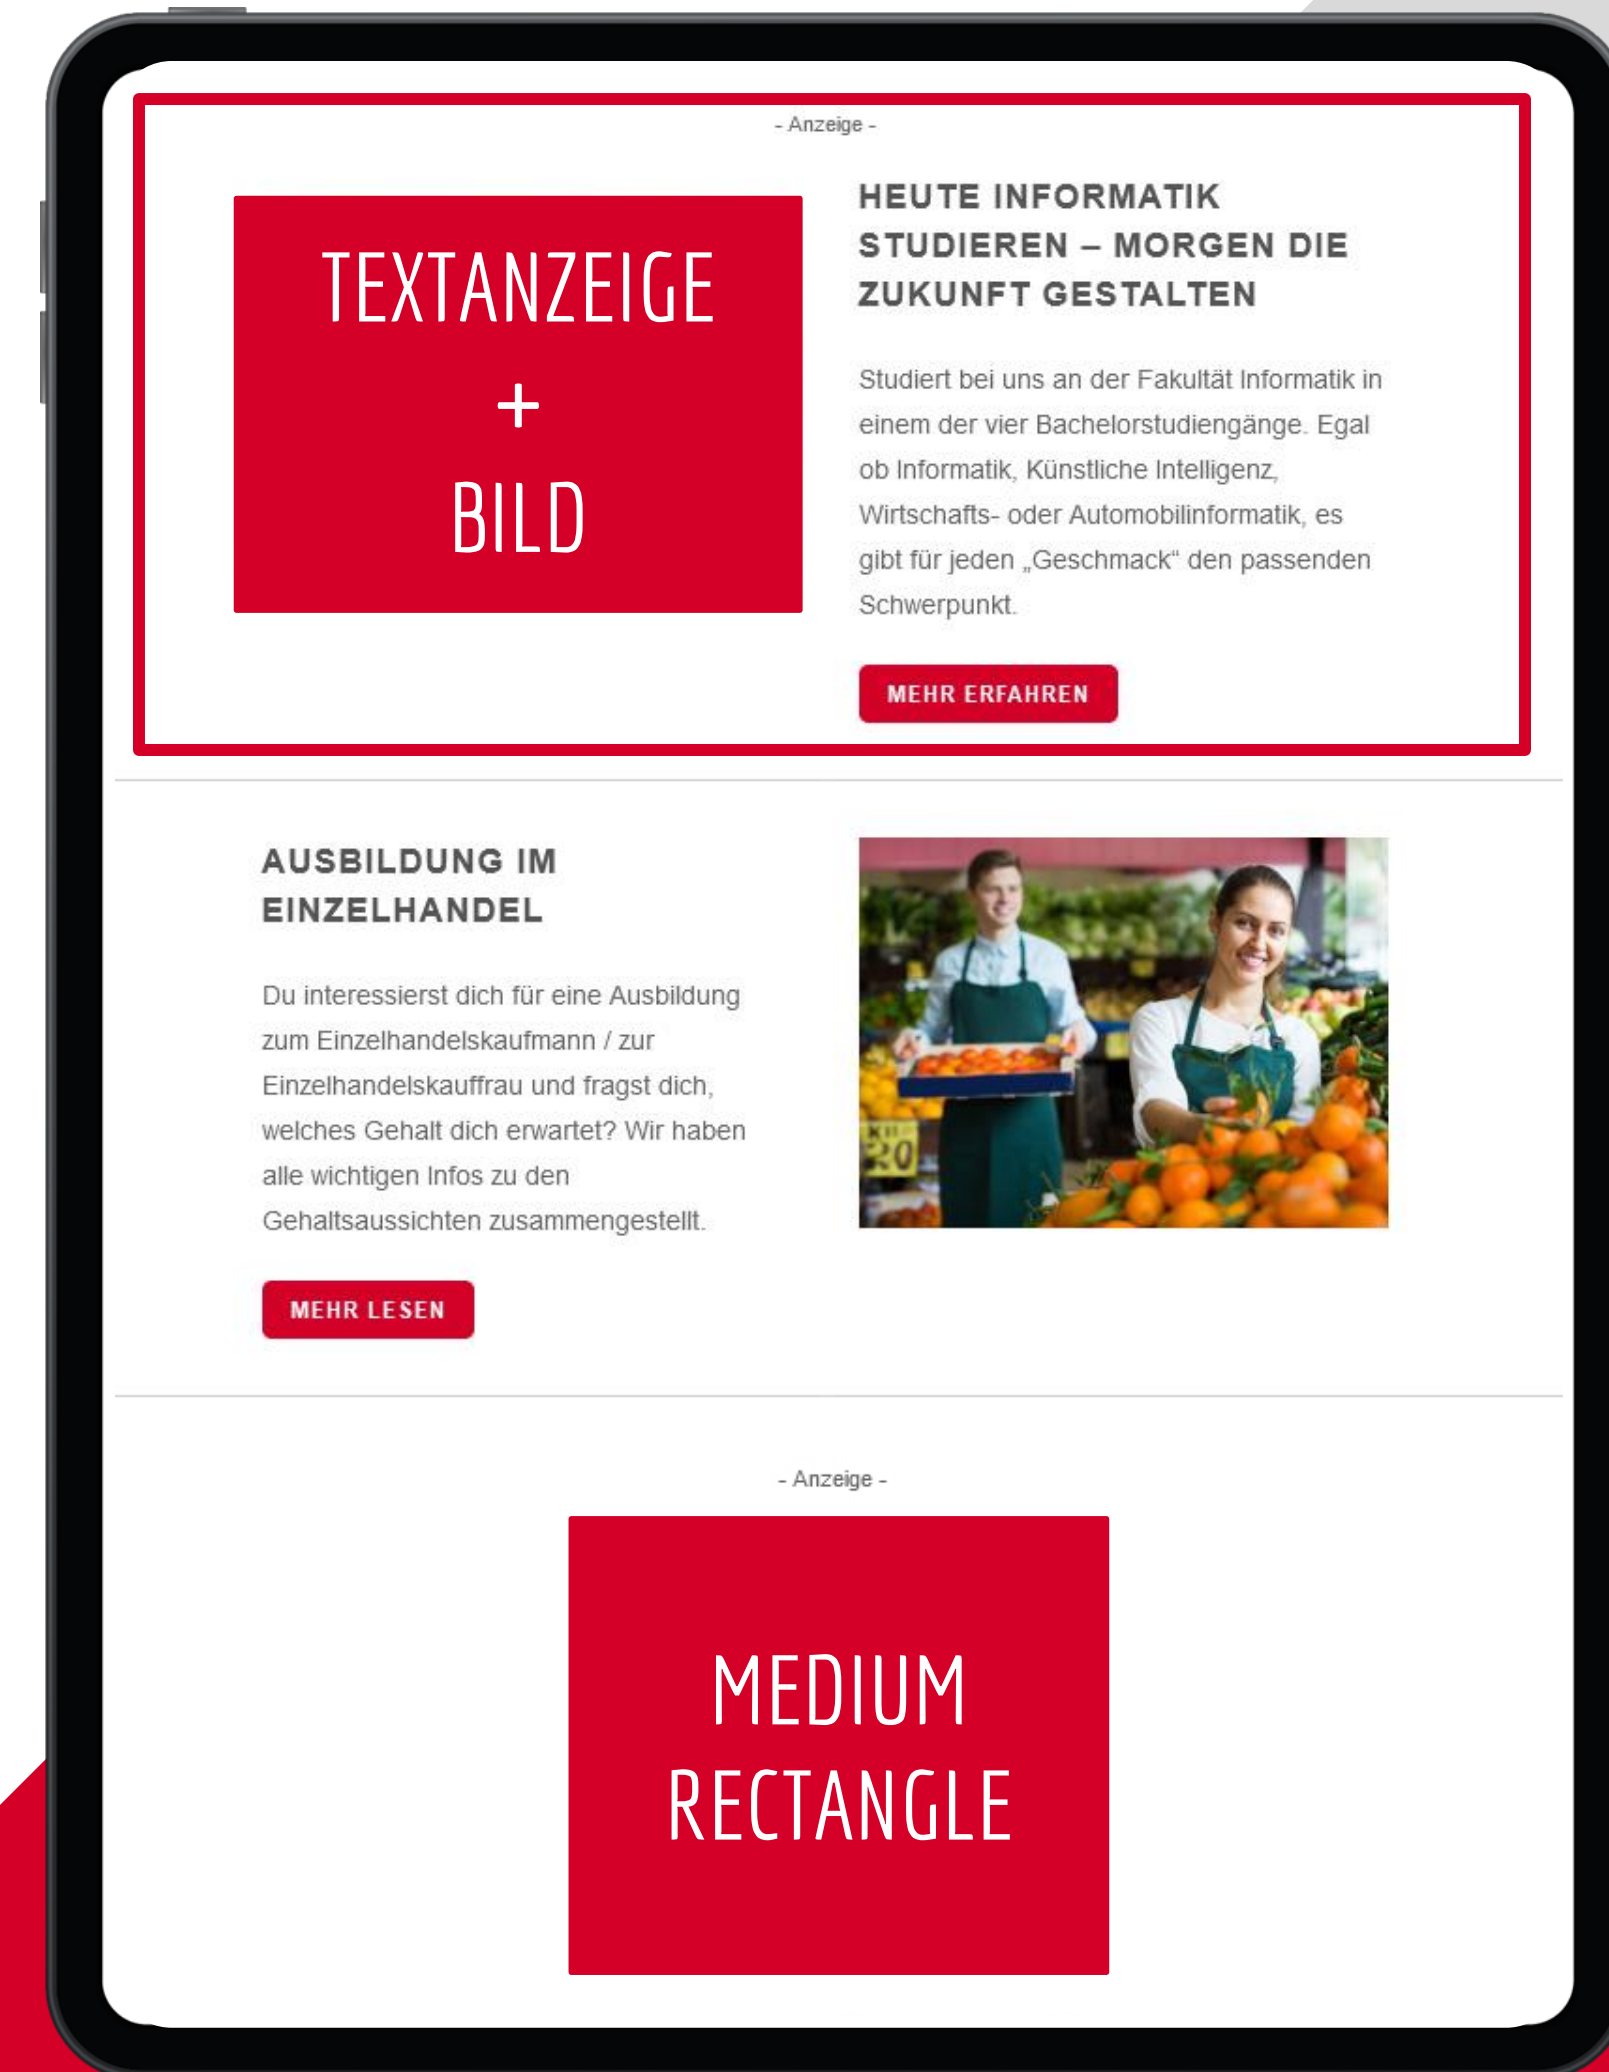 - Anzeige -
TEXTANZEIGE
+
BILD
HEUTE INFORMATIK
STUDIEREN – MORGEN DIE
ZUKUNFT GESTALTEN
Studiert bei uns an der Fakultät Informatik in
einem der vier Bachelorstudiengänge. Egal
ob Informatik, Künstliche Intelligenz,
Wirtschafts- oder Automobilinformatik, es
gibt für jeden „Geschmack“ den passenden
Schwerpunkt.
MEHR ERFAHREN
AUSBILDUNG IM
EINZELHANDEL
Du interessierst dich für eine Ausbildung
zum Einzelhandelskaufmann / zur
Einzelhandelskauffrau und fragst dich,
welches Gehalt dich erwartet? Wir haben
alle wichtigen Infos zu den
Gehaltsaussichten zusammengestellt.
MEHR LESEN
20
- Anzeige -
MEDIUM
RECTANGLE